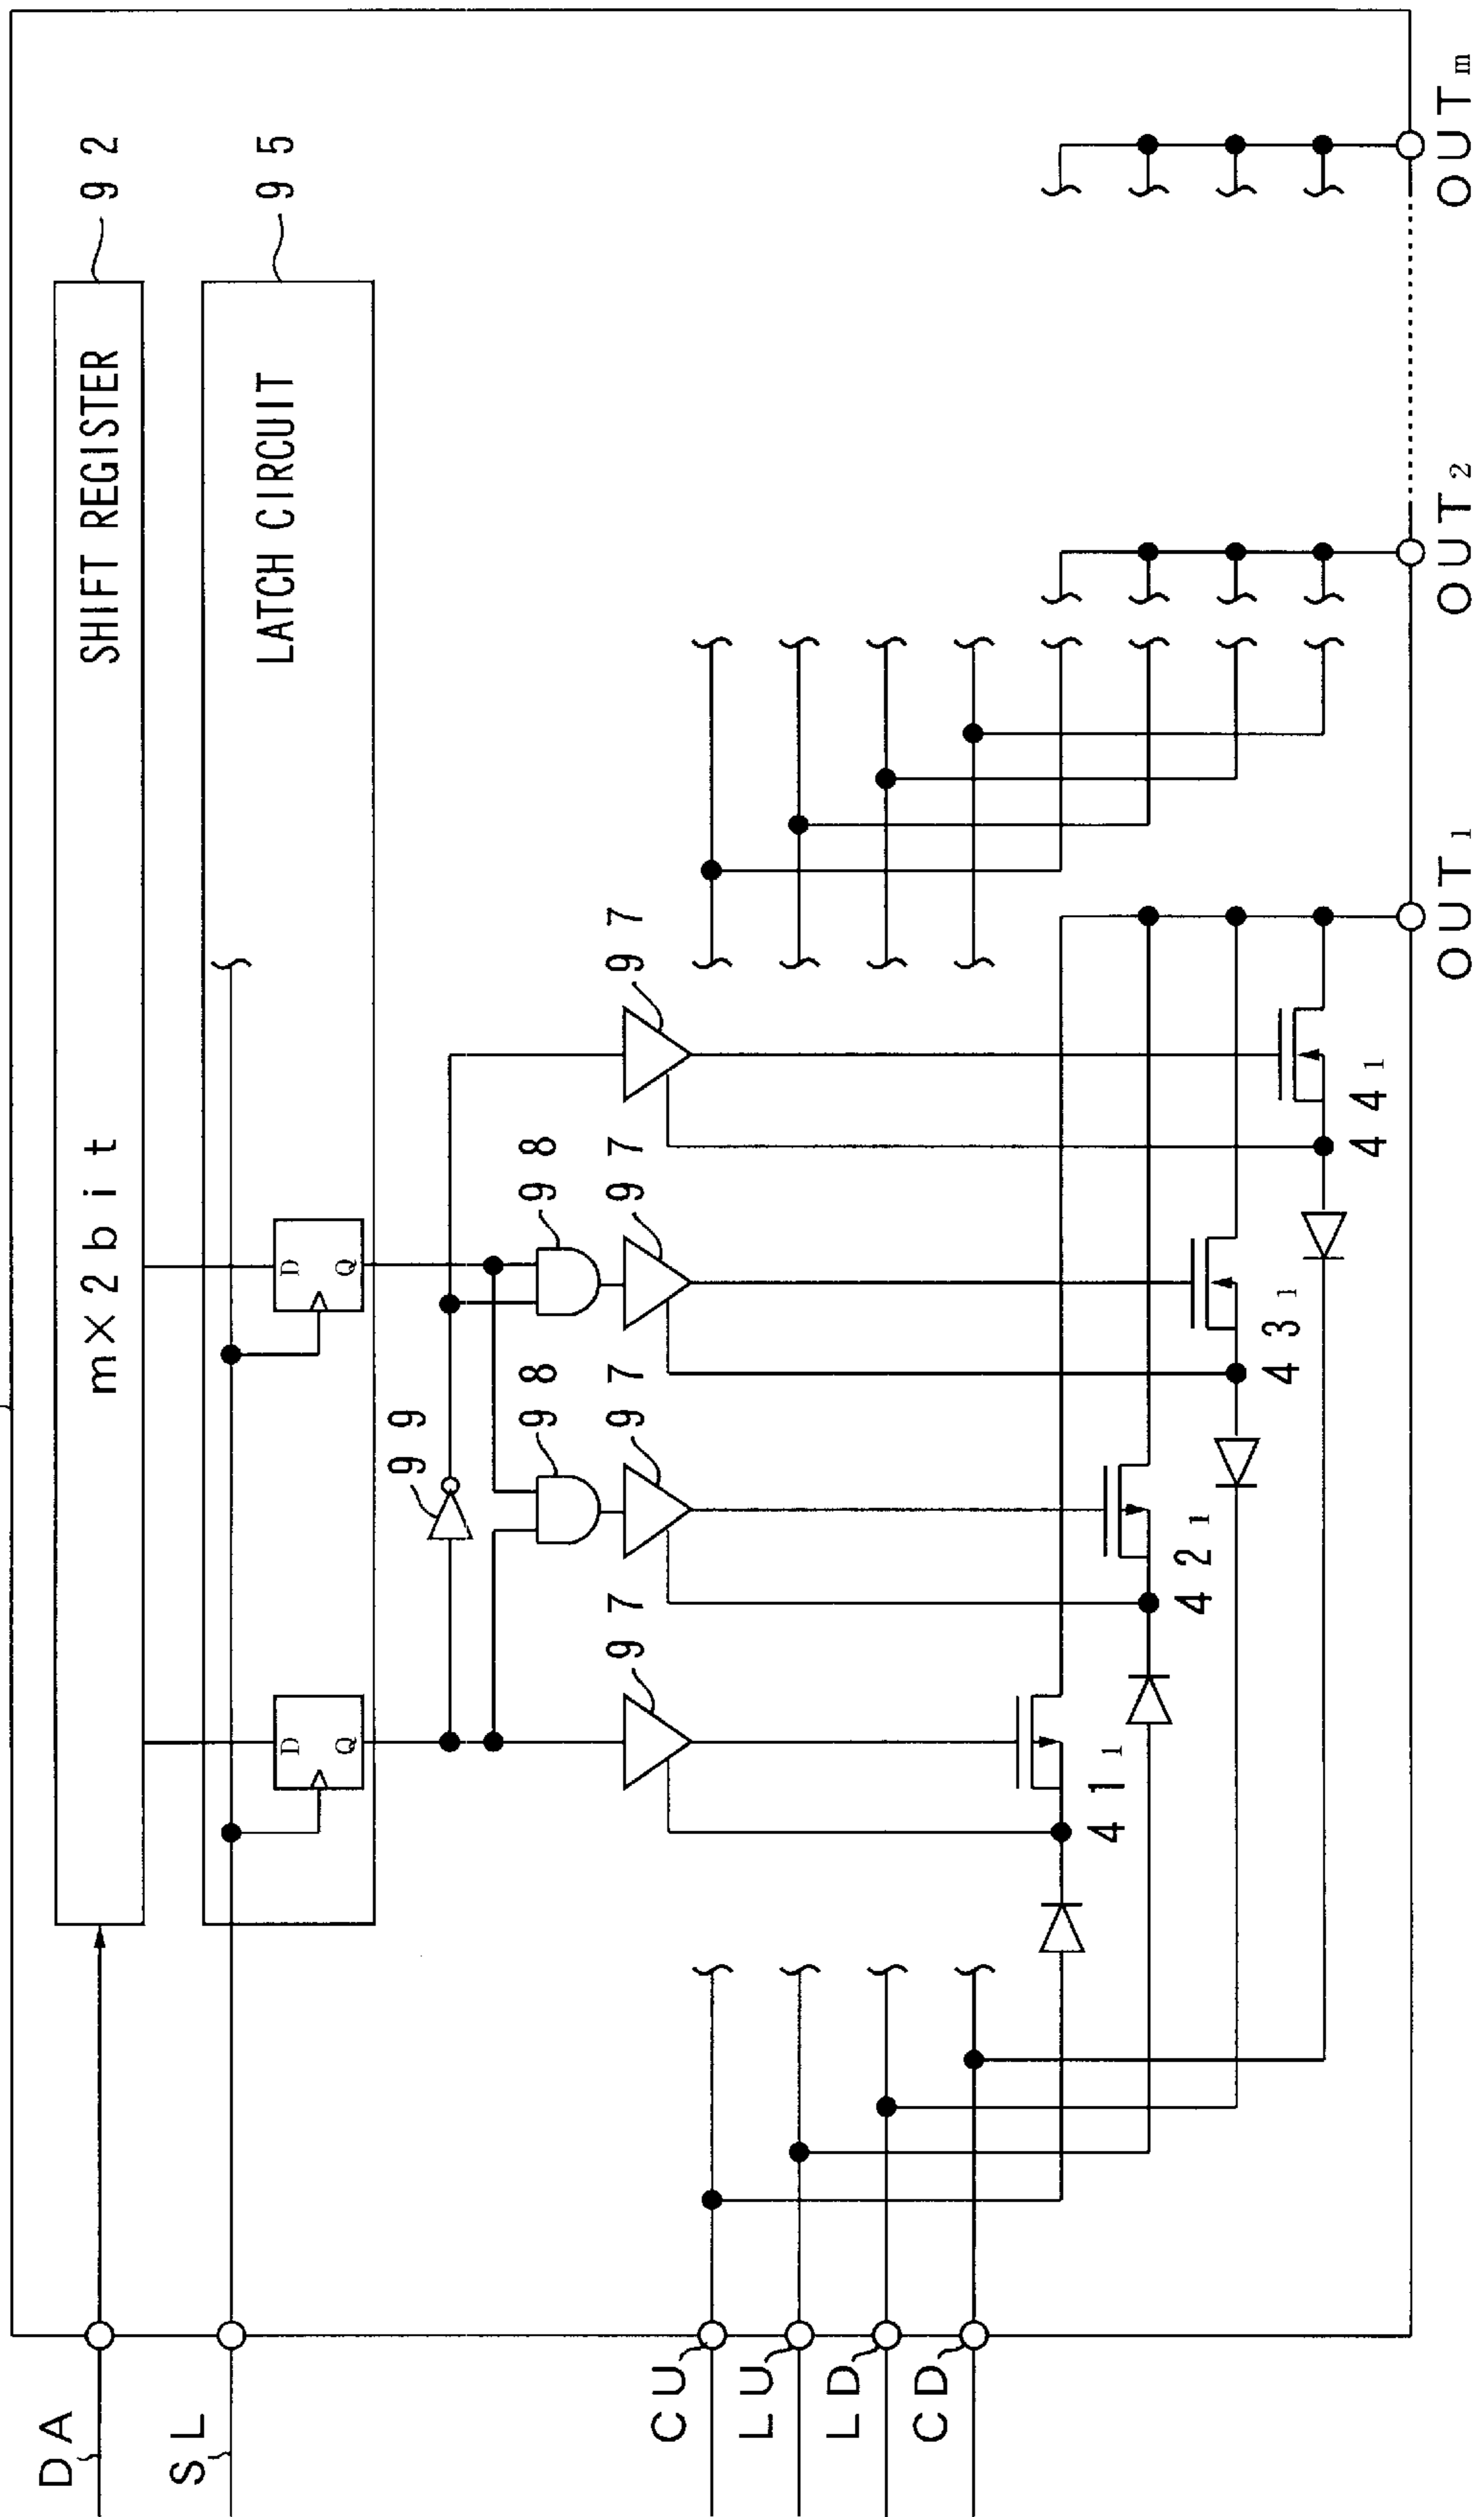 DA
SL
m×2bit SHIFT REGISTER
92
LATCH CIRCUIT
95
D
Q
D
Q
99
98
98
97
97
97
97
CU
LU
LD
CD
41₁
42₁
43₁
44₁
OUT₁
OUT₂
OUTₘ